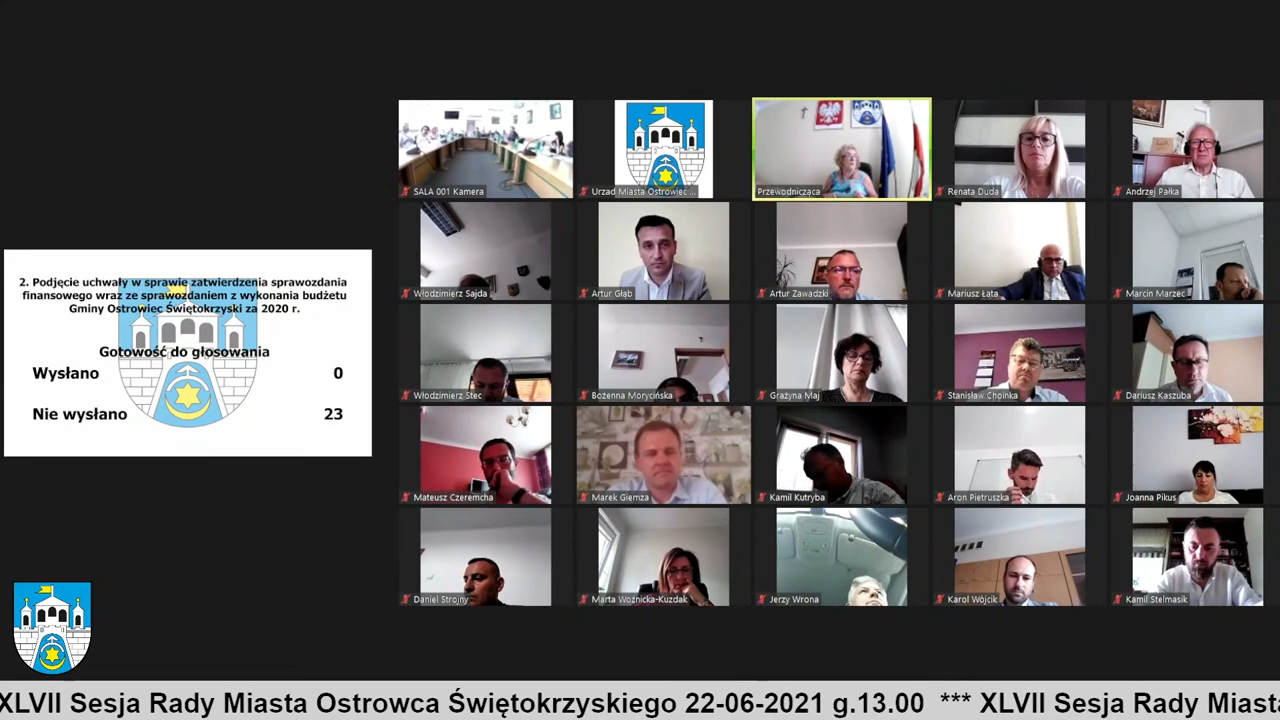 SALA 001 Kamera
Urzad Miasta Ostrowiec ...
Przewodnicząca
Renata Duda
Andrzej Pałka
Włodzimierz Sajda
Artur Głąb
Artur Zawadzki
Mariusz Łata
Marcin Marzec
2. Podjęcie uchwały w sprawie zatwierdzenia sprawozdania
finansowego wraz ze sprawozdaniem z wykonania budżetu
Gminy Ostrowiec Świętokrzyski za 2020 r.
Gotowość do głosowania
Wysłano 0
Nie wysłano 23
Włodzimierz Stec
Bożenna Morycińska
Grażyna Maj
Stanisław Choinka
Dariusz Kaszuba
Mateusz Czeremcha
Marek Giemza
Kamil Kutryba
Aron Pietruszka
Joanna Pikus
Daniel Strojny
Marta Woźnicka-Kuzdak
Jerzy Wrona
Karol Wójcik
Kamil Stelmasik
XLVII Sesja Rady Miasta Ostrowca Świętokrzyskiego 22-06-2021 g.13.00 *** XLVII Sesja Rady Miast